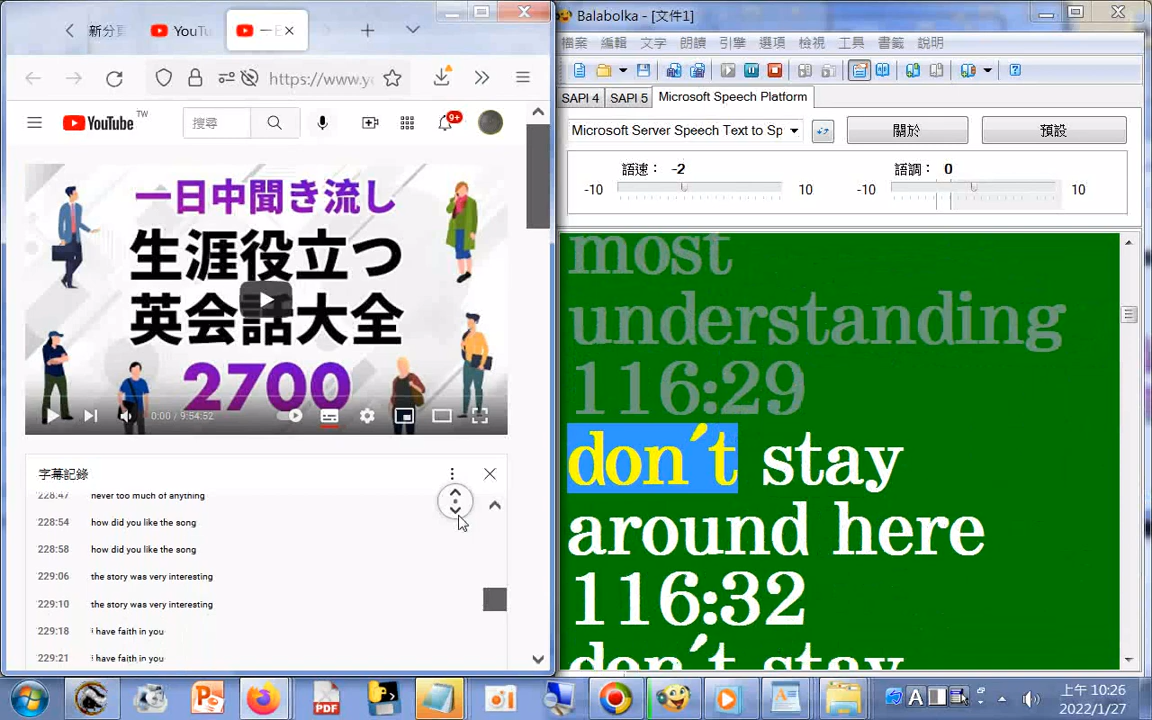 新分頁
YouTu
一日
https://www.yo
YouTube
TW
搜尋
9+
一日中聞き流し
生涯役立つ
英会話大全
2700
0:00 / 9:54:52
字幕記錄
228:47 never too much of anything
228:54 how did you like the song
228:58 how did you like the song
229:06 the story was very interesting
229:10 the story was very interesting
229:18 i have faith in you
229:21 i have faith in you
Balabolka - [文件1]
檔案 編輯 文字 朗讀 引擎 選項 檢視 工具 書籤 說明
SAPI 4 SAPI 5 Microsoft Speech Platform
Microsoft Server Speech Text to Sp
關於
預設
語速： -2
語調： 0
-10 10 -10 10
most
understanding
116:29
don't stay
around here
116:32
don't stay
PDF
A
上午 10:26
2022/1/27